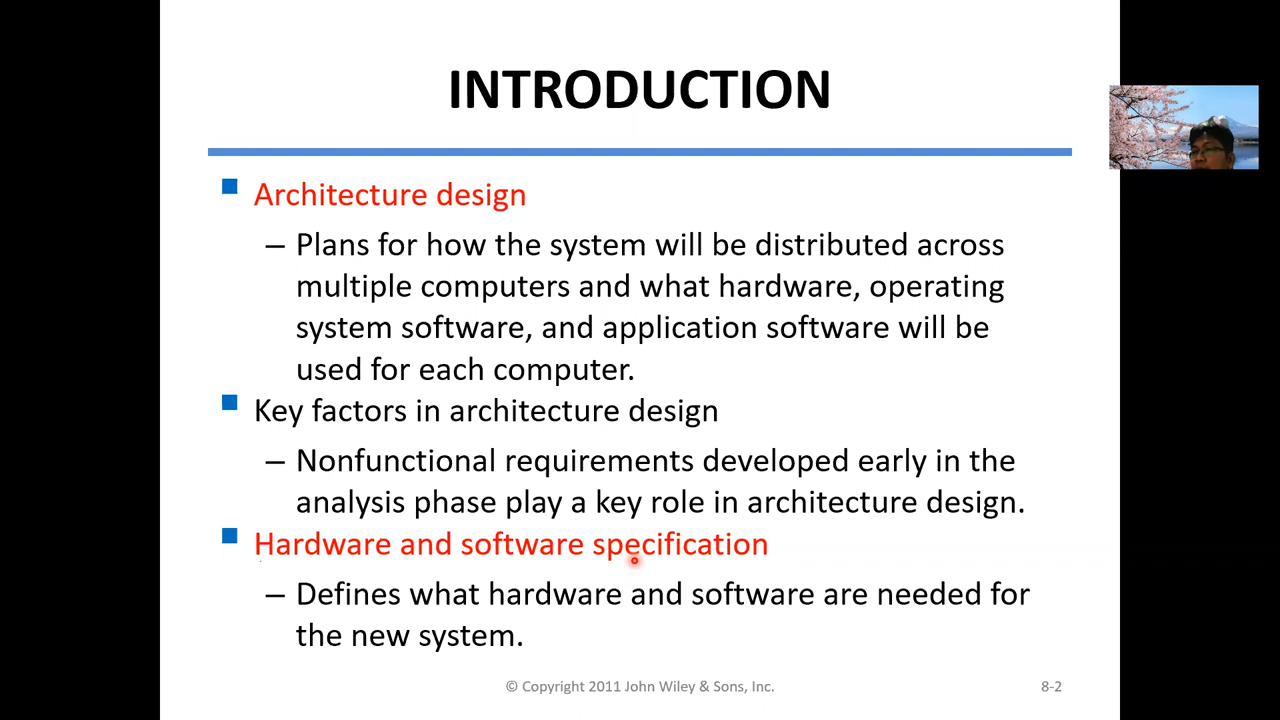 INTRODUCTION
Architecture design
– Plans for how the system will be distributed across
multiple computers and what hardware, operating
system software, and application software will be
used for each computer.
Key factors in architecture design
– Nonfunctional requirements developed early in the
analysis phase play a key role in architecture design.
Hardware and software specification
– Defines what hardware and software are needed for
the new system.
© Copyright 2011 John Wiley & Sons, Inc.
8-2